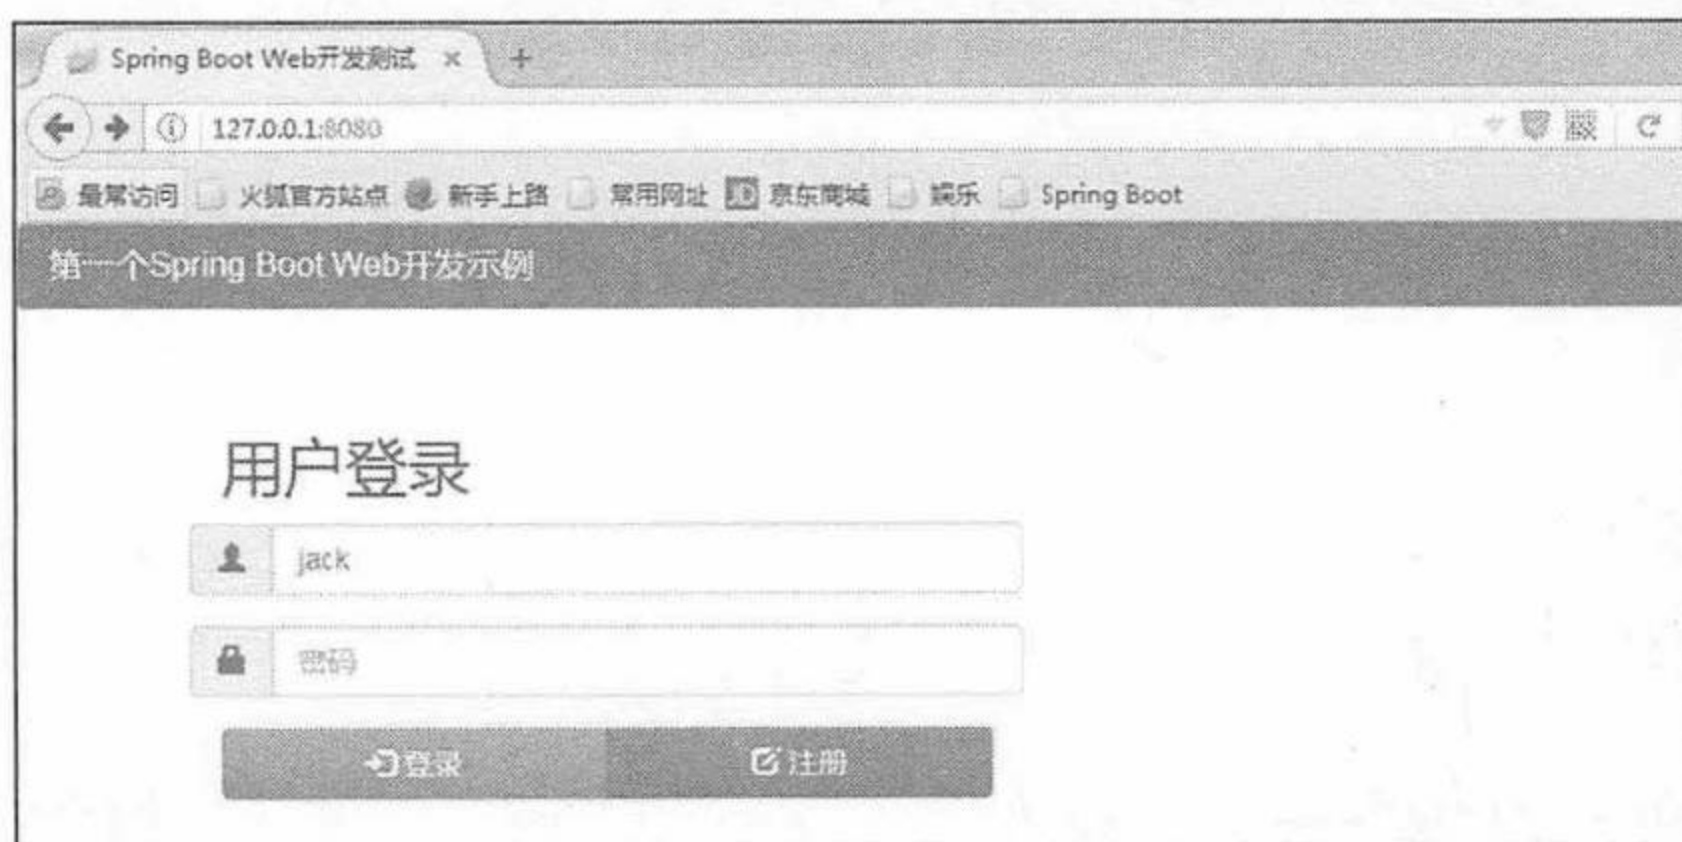 Spring Boot Web开发测试
127.0.0.1:8080
最常访问 火狐官方站点 新手上路 常用网址 JD 京东商城 娱乐 Spring Boot
第一个Spring Boot Web开发示例
用户登录
jack
密码
登录 注册